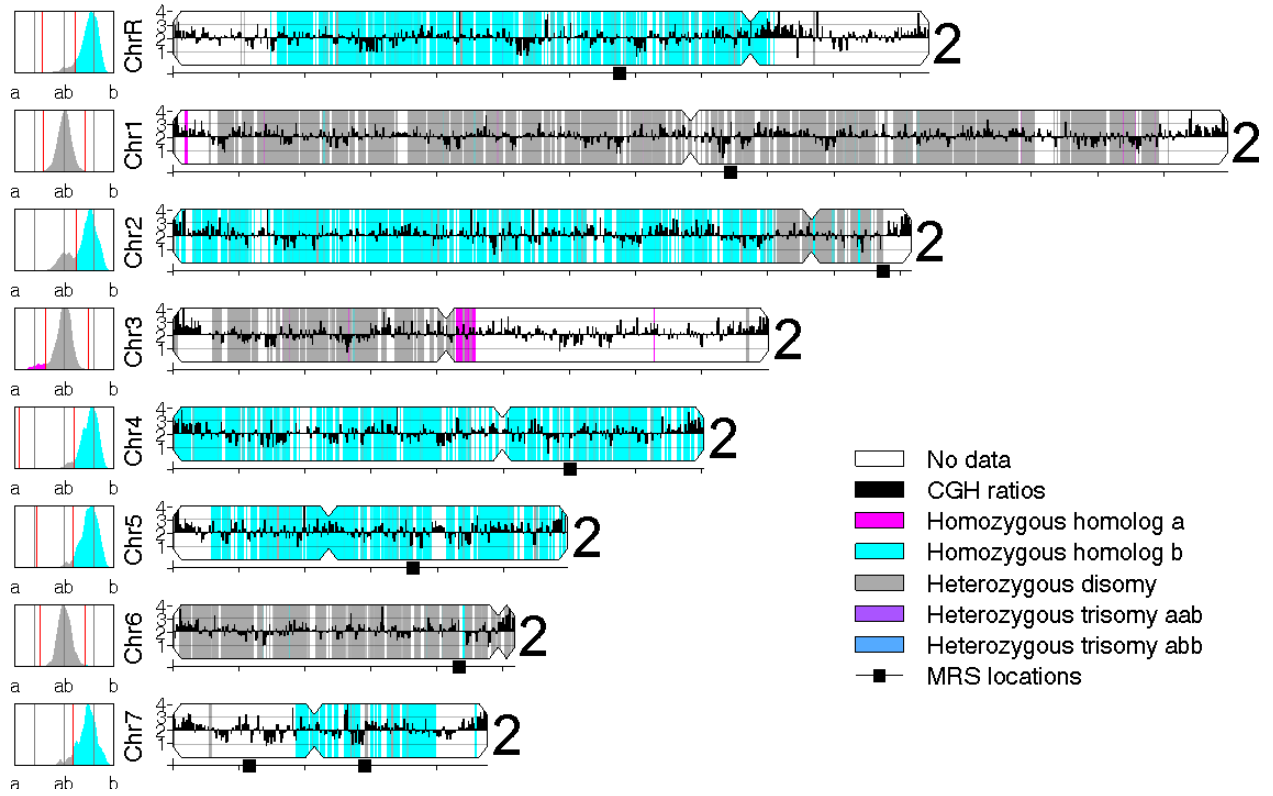 ChrR
4
3
2
1
2
a ab b
Chr1
4
3
2
1
2
a ab b
Chr2
4
3
2
1
2
a ab b
Chr3
4
3
2
1
2
a ab b
Chr4
4
3
2
1
2
a ab b
Chr5
4
3
2
1
2
a ab b
Chr6
4
3
2
1
2
a ab b
Chr7
4
3
2
1
2
a ab b
No data
CGH ratios
Homozygous homolog a
Homozygous homolog b
Heterozygous disomy
Heterozygous trisomy aab
Heterozygous trisomy abb
MRS locations